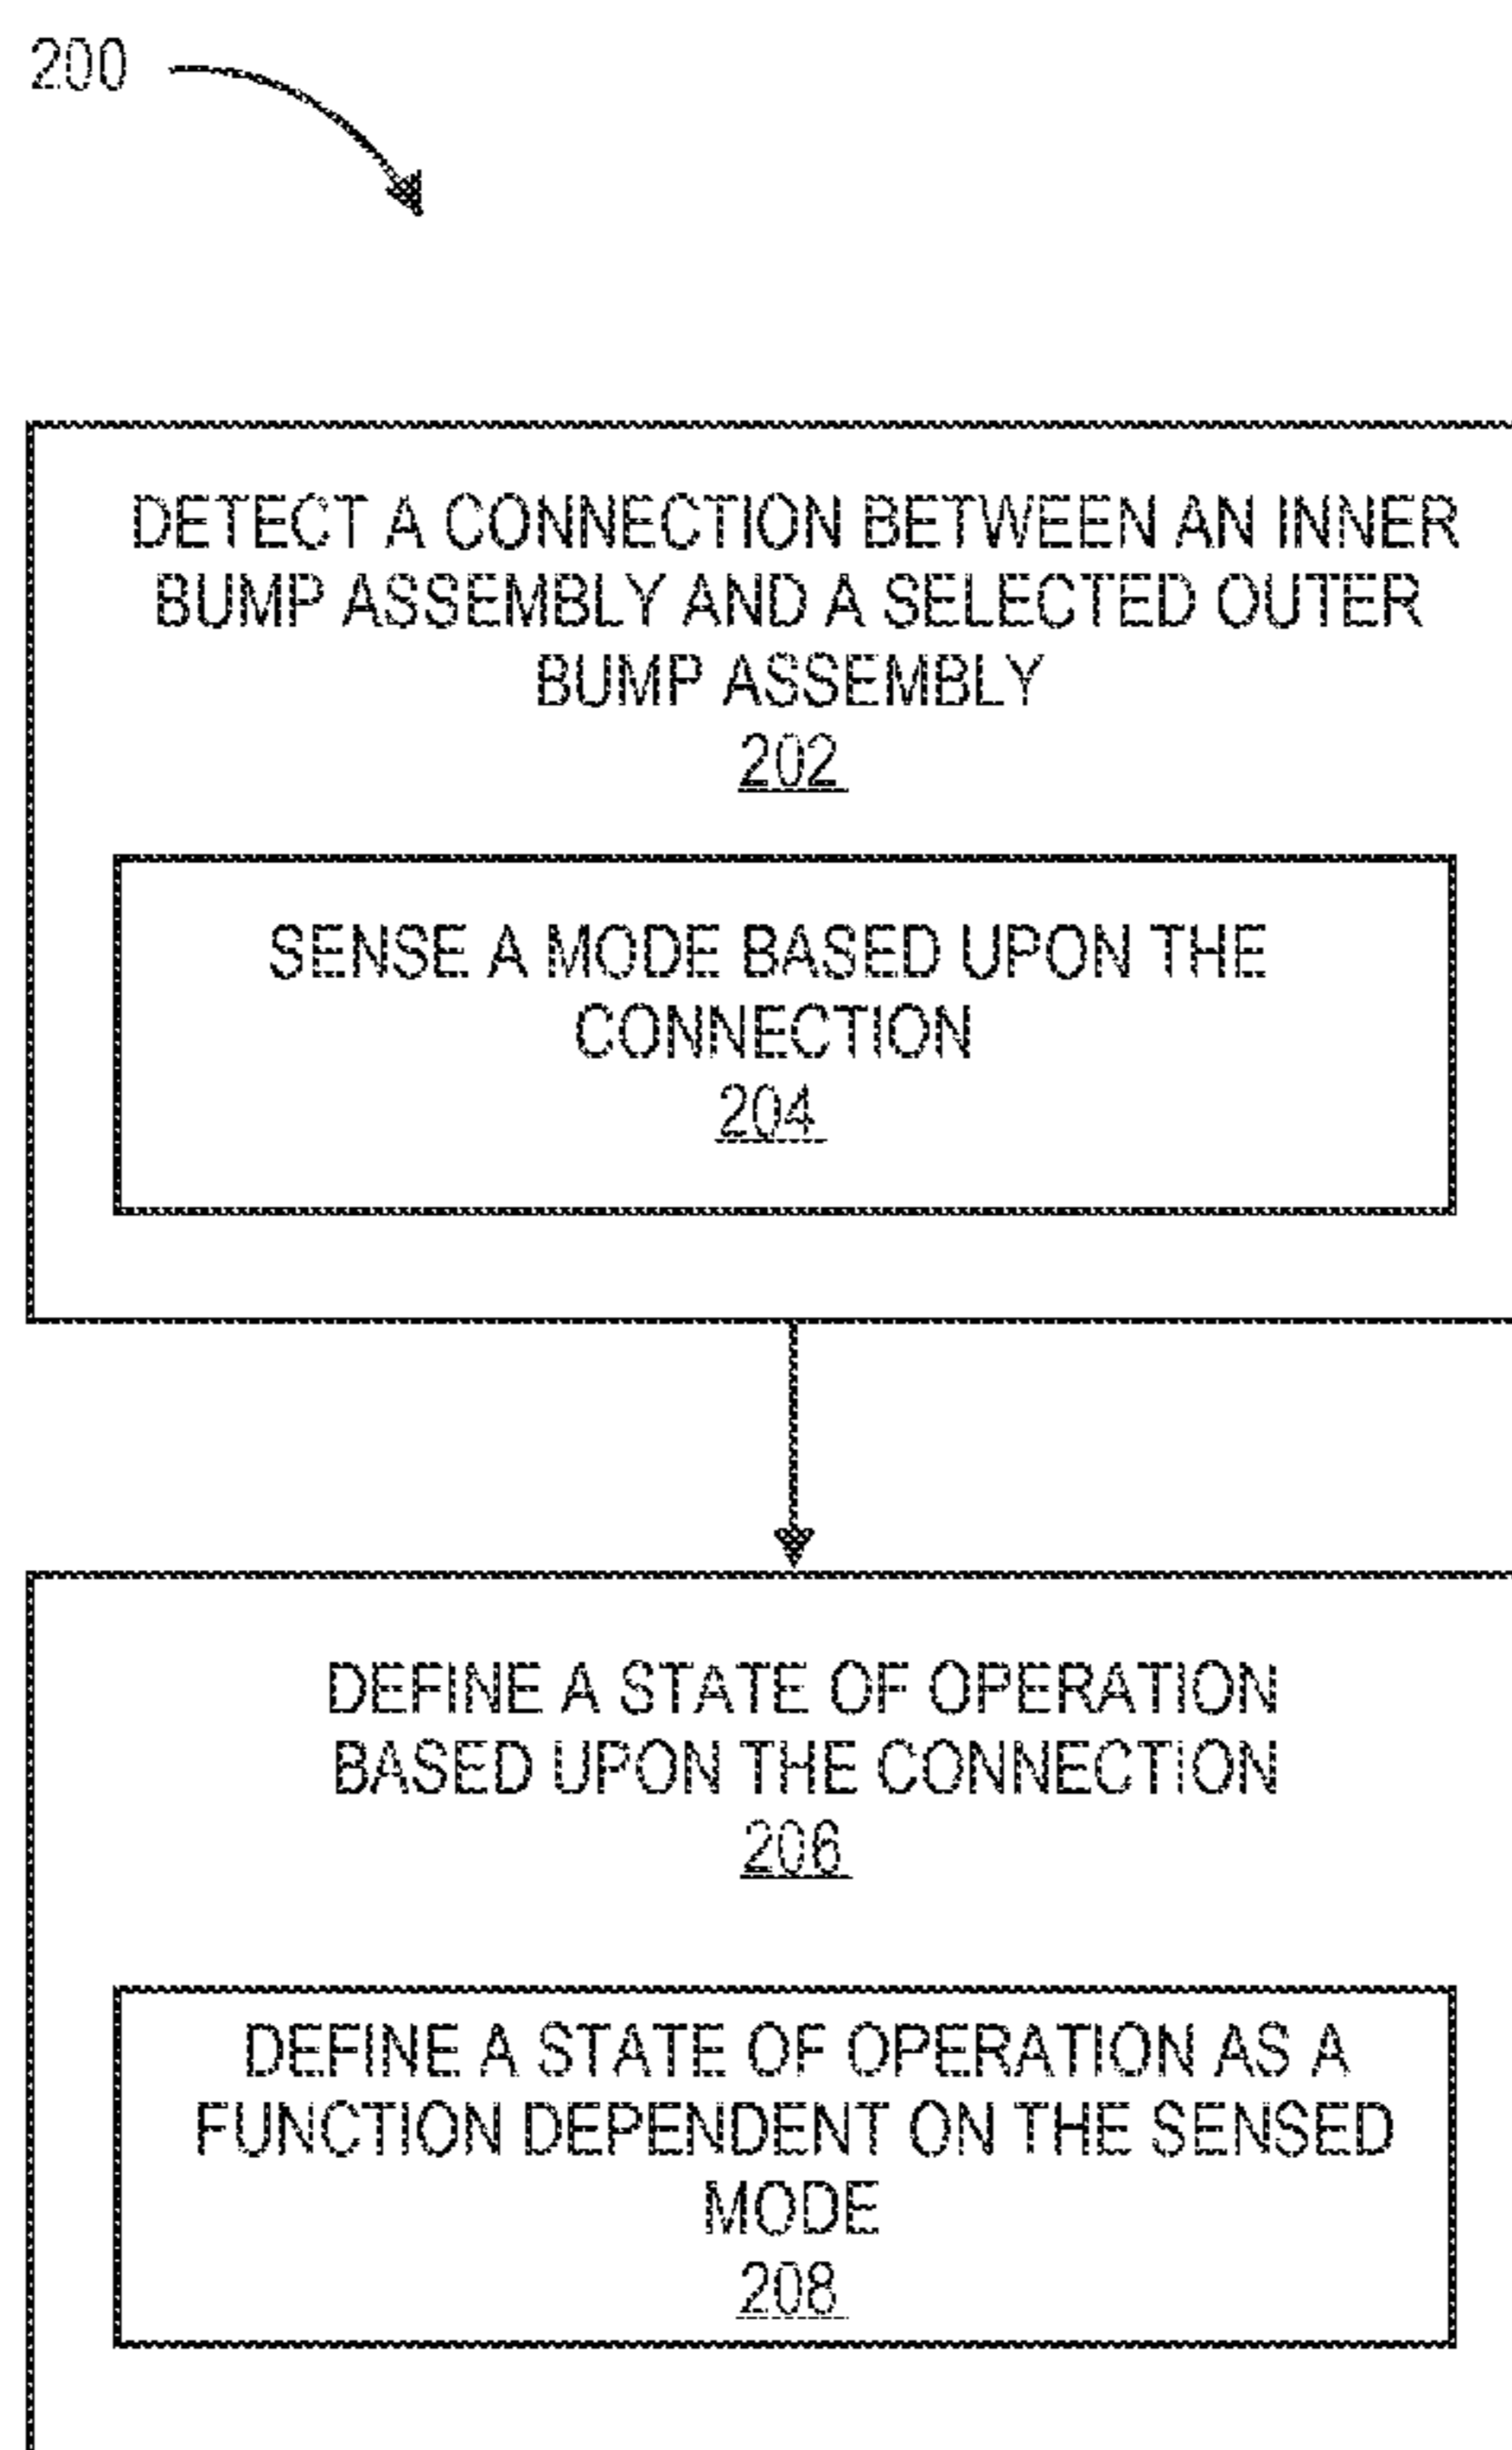 200
DETECT A CONNECTION BETWEEN AN INNER
BUMP ASSEMBLY AND A SELECTED OUTER
BUMP ASSEMBLY
202
SENSE A MODE BASED UPON THE
CONNECTION
204
DEFINE A STATE OF OPERATION
BASED UPON THE CONNECTION
206
DEFINE A STATE OF OPERATION AS A
FUNCTION DEPENDENT ON THE SENSED
MODE
208